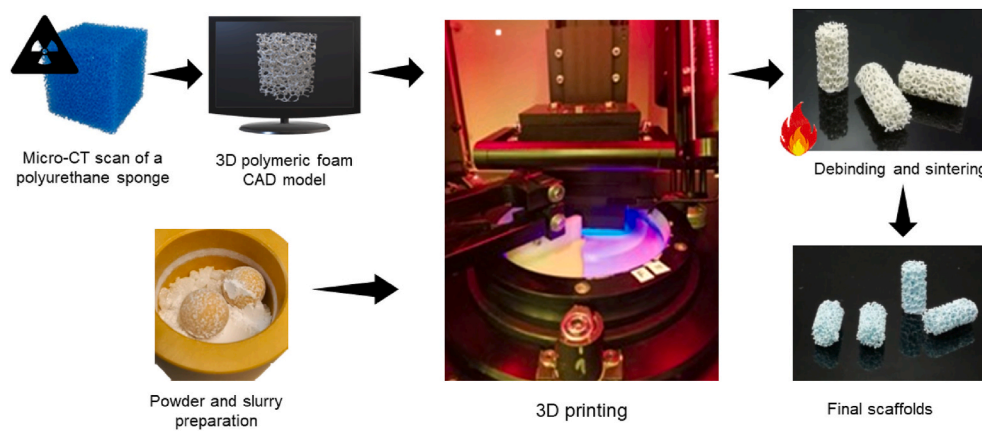 Micro-CT scan of a
polyurethane sponge
3D polymeric foam
CAD model
Debinding and sintering
Powder and slurry
preparation
3D printing
Final scaffolds